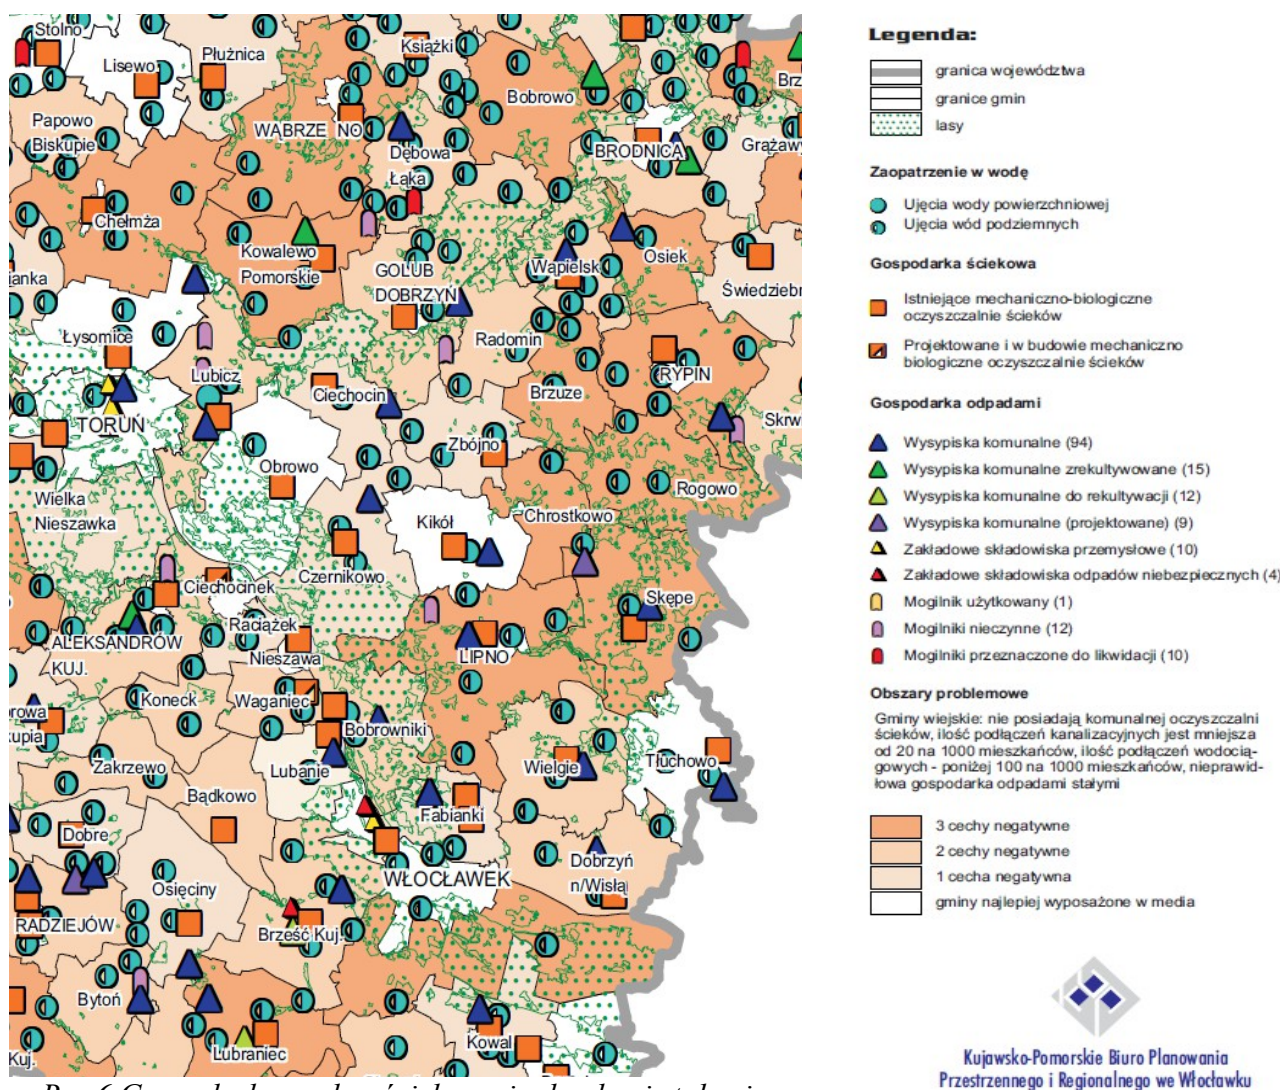 Stolno
Książki
Płużnica
Lisewo
Brz
Bobrowo
Papowo
Biskupie
WĄBRZE NO
Dębowa
Łąka
BRODNICA
Grążaw
Chełmża
Kowalewo
Pomorskie
GOLUB
DOBRZYŃ
Wąpielsk
Osiek
ianka
Świedziebn
Łysomice
Radomin
RYPIN
Lubicz
Ciechocin
Brzuze
TORUŃ
Zbójno
Skrw
Obrowo
Rogowo
Wielka
Nieszawka
Kikół
Chrostkowo
Czernikowo
Ciechocinek
Skępe
Raciążek
ALEKSANDRÓW
KUJ.
Nieszawa
LIPNO
Koneck
Waganiec
orowa
kupia
Bobrowniki
Zakrzewo
Lubanie
Wielgie
Tłuchowo
Bądkowo
Fabianki
Dobre
Dobrzyń
n/Wisłą
Osięciny
WŁOCŁAWEK
RADZIEJÓW
Brześć Kuj.
Bytoń
Kowal
Lubraniec
Kuj.
Legenda:
granica województwa
granice gmin
lasy
Zaopatrzenie w wodę
Ujęcia wody powierzchniowej
Ujęcia wód podziemnych
Gospodarka ściekowa
Istniejące mechaniczno-biologiczne
oczyszczalnie ścieków
Projektowane i w budowie mechaniczno
biologiczne oczyszczalnie ścieków
Gospodarka odpadami
Wysypiska komunalne (94)
Wysypiska komunalne zrekultywowane (15)
Wysypiska komunalne do rekultywacji (12)
Wysypiska komunalne (projektowane) (9)
Zakładowe składowiska przemysłowe (10)
Zakładowe składowiska odpadów niebezpiecznych (4)
Mogilnik użytkowany (1)
Mogilniki nieczynne (12)
Mogilniki przeznaczone do likwidacji (10)
Obszary problemowe
Gminy wiejskie: nie posiadają komunalnej oczyszczalni
ścieków, ilość podłączeń kanalizacyjnych jest mniejsza
od 20 na 1000 mieszkańców, ilość podłączeń wodocią-
gowych - poniżej 100 na 1000 mieszkańców, nieprawid-
łowa gospodarka odpadami stałymi
3 cechy negatywne
2 cechy negatywne
1 cecha negatywna
gminy najlepiej wyposażone w media
Kujawsko-Pomorskie Biuro Planowania
Przestrzennego i Regionalnego we Włocławku